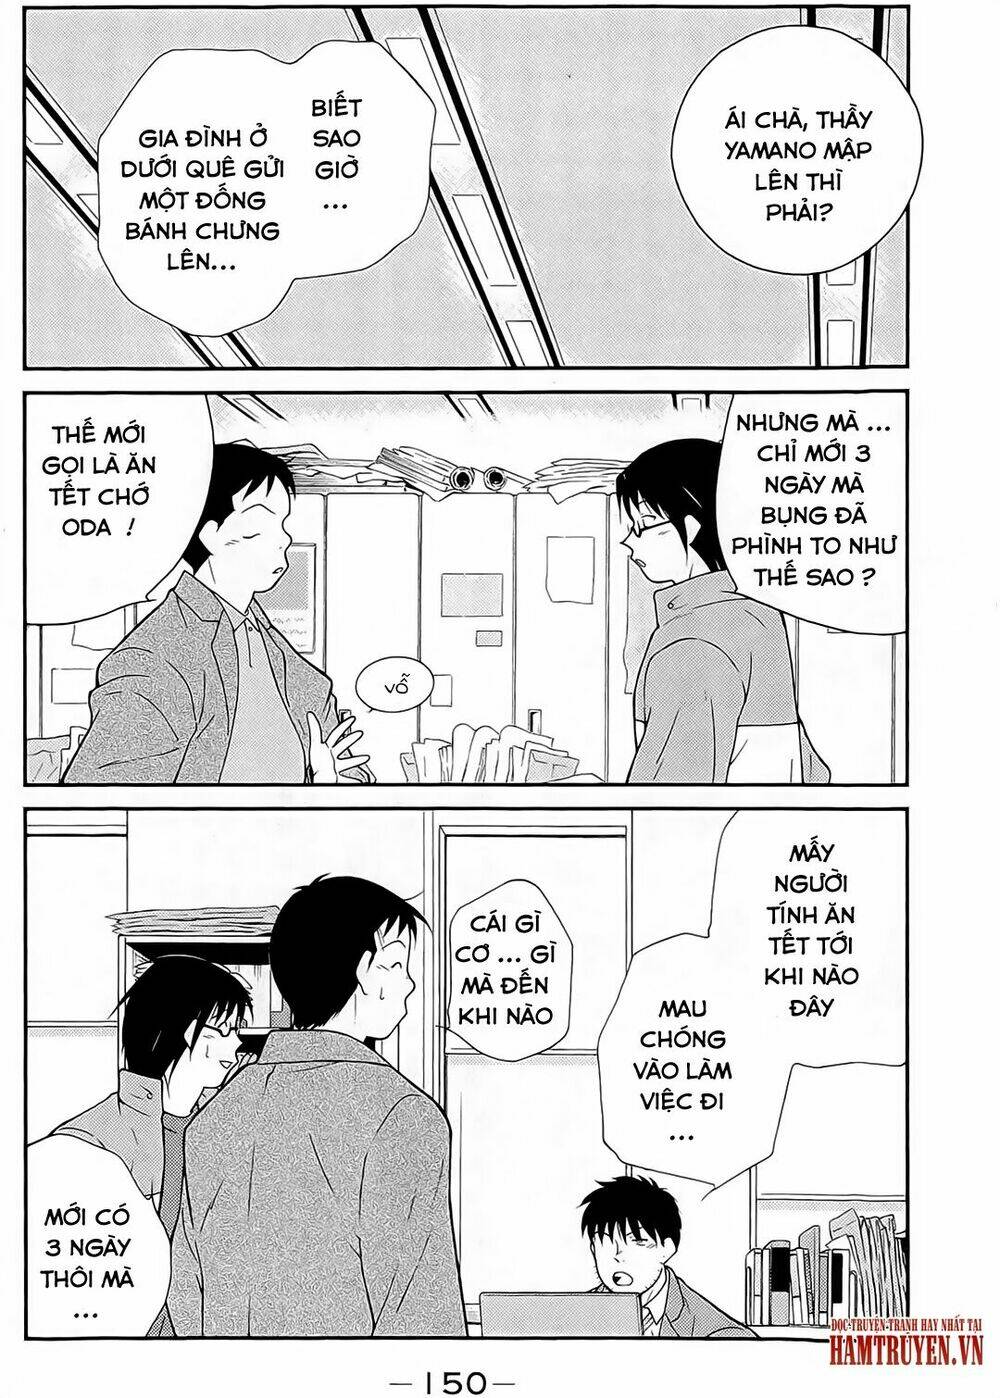 ÁI CHÀ, THẦY
YAMANO MẬP
LÊN THÌ
PHẢI?
BIẾT
SAO
GIỜ
...
GIA ĐÌNH Ở
DƯỚI QUÊ GỬI
MỘT ĐỐNG
BÁNH CHƯNG
LÊN...
NHƯNG MÀ ...
CHỈ MỚI 3
NGÀY MÀ
BỤNG ĐÃ
PHÌNH TO NHƯ
THẾ SAO ?
THẾ MỚI
GỌI LÀ ĂN
TẾT CHỚ
ODA !
VỖ
MẤY
NGƯỜI
TÍNH ĂN
TẾT TỚI
KHI NÀO
ĐÂY
MAU
CHÓNG
VÀO LÀM
VIỆC ĐI
...
CÁI GÌ
CƠ ... GÌ
MÀ ĐẾN
KHI NÀO
MỚI CÓ
3 NGÀY
THÔI MÀ
...
ĐỌC-TRUYỆN-TRANH HAY NHẤT TẠI
HAMTRUYEN.VN
—150—